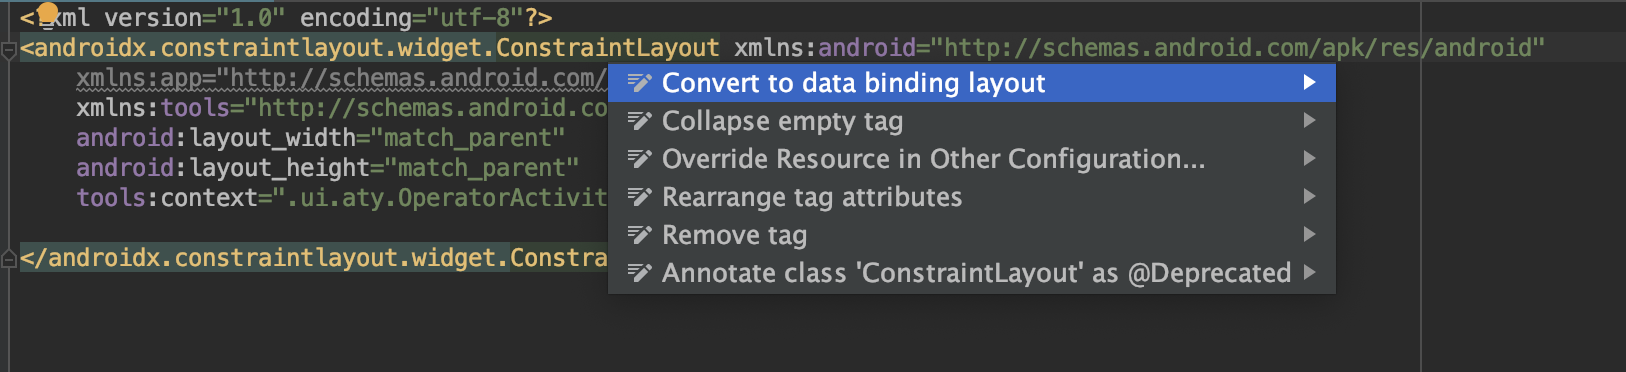 <?xml version="1.0" encoding="utf-8"?>
<androidx.constraintlayout.widget.ConstraintLayout xmlns:android="http://schemas.android.com/apk/res/android"
xmlns:app="http://schemas.android.com/
xmlns:tools="http://schemas.android.co
android:layout_width="match_parent"
android:layout_height="match_parent"
tools:context=".ui.aty.OperatorActivit
</androidx.constraintlayout.widget.Constra
Convert to data binding layout
Collapse empty tag
Override Resource in Other Configuration...
Rearrange tag attributes
Remove tag
Annotate class 'ConstraintLayout' as @Deprecated